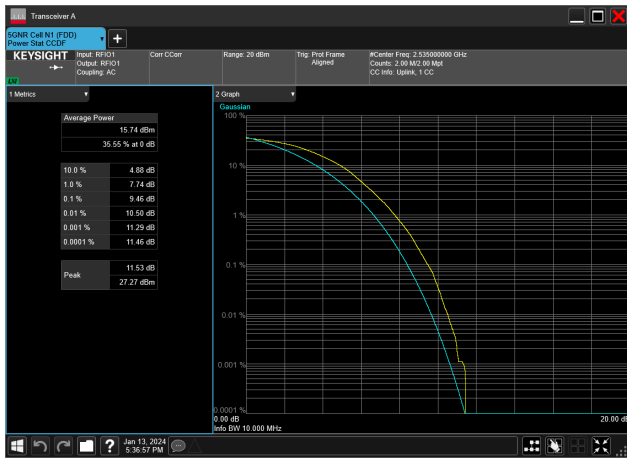 Transceiver A
5GNR Cell N1 (FDD)
Power Stat CCDF
KEYSIGHT
LXI
Input: RFIO1
Output: RFIO1
Coupling: AC
Corr CCorr
Range: 20 dBm
Trig: Prot Frame
Aligned
#Center Freq: 2.535000000 GHz
Counts: 2.00 M/2.00 Mpt
CC Info: Uplink, 1 CC
1 Metrics
Average Power
15.74 dBm
35.55 % at 0 dB
10.0 % 4.88 dB
1.0 % 7.74 dB
0.1 % 9.46 dB
0.01 % 10.50 dB
0.001 % 11.29 dB
0.0001 % 11.46 dB
Peak
11.53 dB
27.27 dBm
2 Graph
Gaussian
100 %
10 %
1 %
0.1 %
0.01 %
0.001 %
0.0001 %
0.00 dB
20.00 dB
Info BW 10.000 MHz
?
Jan 13, 2024
5:36:57 PM